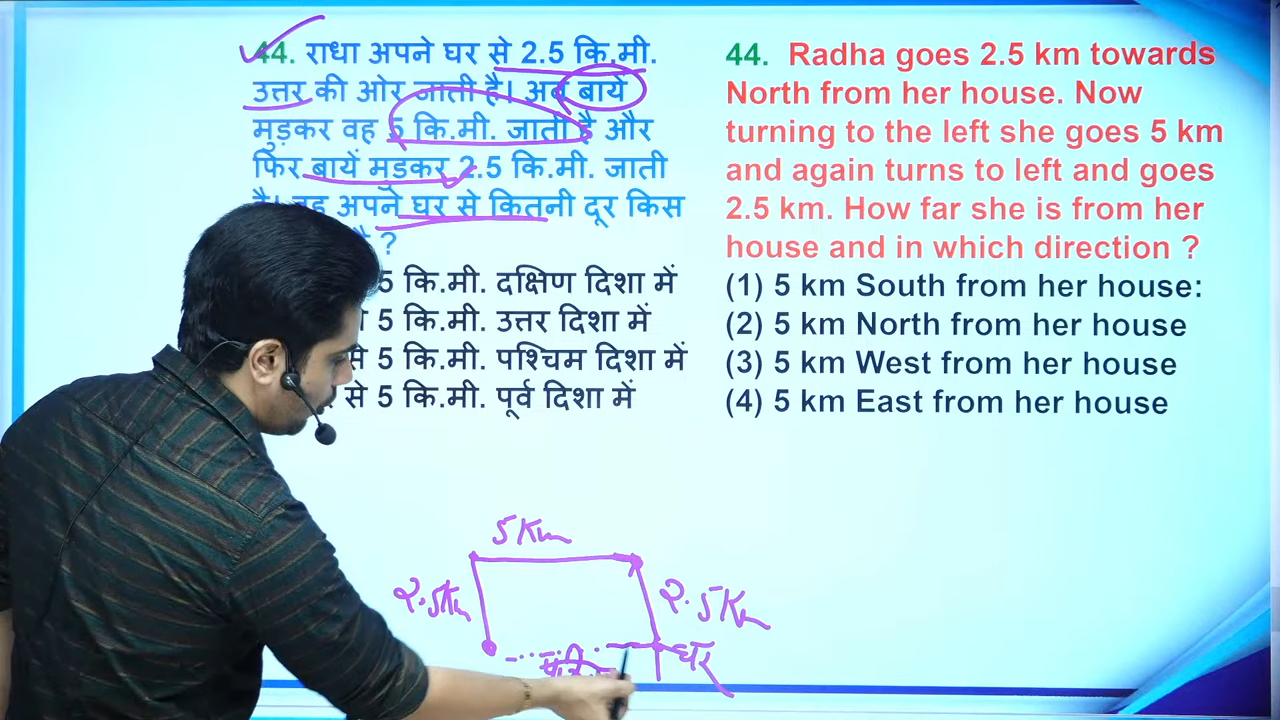 44. राधा अपने घर से 2.5 कि.मी.
उत्तर की ओर जाती है। अब बायें
मुड़कर वह 5 कि.मी. जाती है और
फिर बायें मुड़कर 2.5 कि.मी. जाती
है। वह अपने घर से कितनी दूर किस
है ?
5 कि.मी. दक्षिण दिशा में
5 कि.मी. उत्तर दिशा में
से 5 कि.मी. पश्चिम दिशा में
से 5 कि.मी. पूर्व दिशा में
44. Radha goes 2.5 km towards
North from her house. Now
turning to the left she goes 5 km
and again turns to left and goes
2.5 km. How far she is from her
house and in which direction ?
(1) 5 km South from her house:
(2) 5 km North from her house
(3) 5 km West from her house
(4) 5 km East from her house
5 Km
2.5 Km
2.5 Km
घर